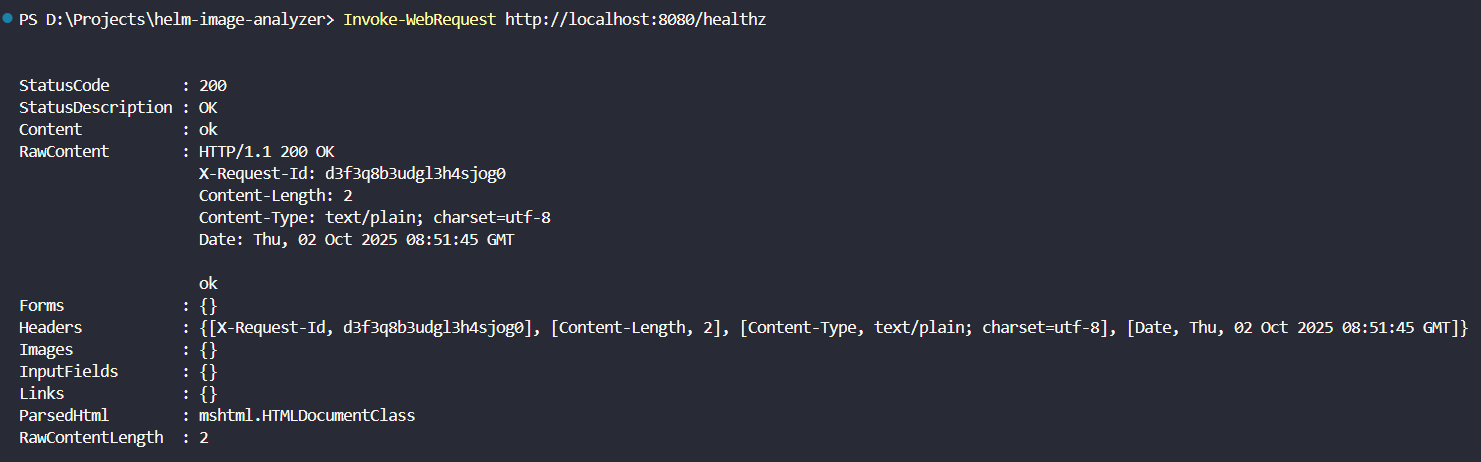 PS D:\Projects\helm-image-analyzer> Invoke-WebRequest http://localhost:8080/healthz
StatusCode        : 200
StatusDescription : OK
Content           : ok
RawContent        : HTTP/1.1 200 OK
                    X-Request-Id: d3f3q8b3udgl3h4sjog0
                    Content-Length: 2
                    Content-Type: text/plain; charset=utf-8
                    Date: Thu, 02 Oct 2025 08:51:45 GMT

                    ok
Forms             : {}
Headers           : {[X-Request-Id, d3f3q8b3udgl3h4sjog0], [Content-Length, 2], [Content-Type, text/plain; charset=utf-8], [Date, Thu, 02 Oct 2025 08:51:45 GMT]}
Images            : {}
InputFields       : {}
Links             : {}
ParsedHtml        : mshtml.HTMLDocumentClass
RawContentLength  : 2